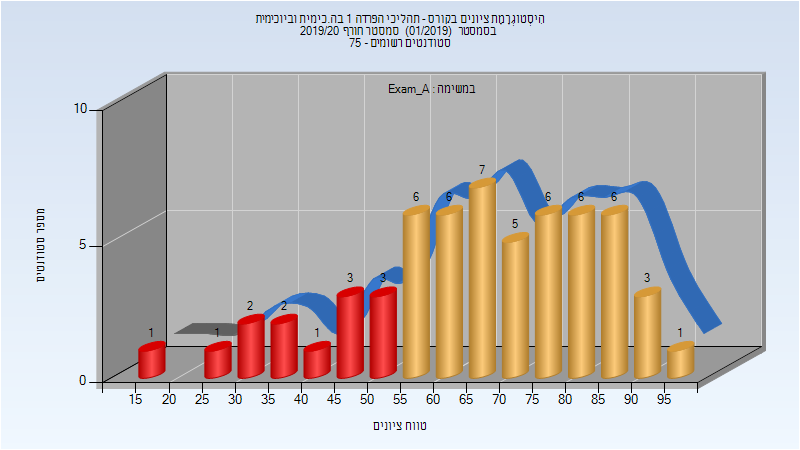 היסטוגרמת ציונים בקורס - תהליכי הפרדה 1 בה.כימית וביוכימית
בסמסטר (01/2019) סמסטר חורף 2019/20
סטודנטים רשומים - 75
במשימה : Exam_A
מספר סטודנטים
10
5
0
1 1 2 2 1 3 3 6 6 7 5 6 6 6 3 1
15 20 25 30 35 40 45 50 55 60 65 70 75 80 85 90 95
טווח ציונים